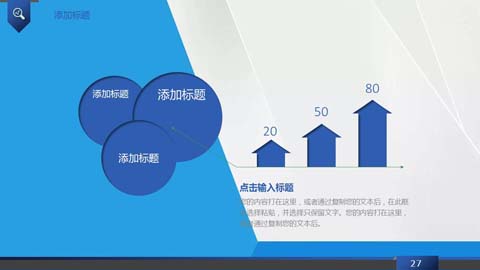 添加标题
添加标题
添加标题
添加标题
20
50
80
点击输入标题
您的内容打在这里，或者通过复制您的文本后，在此框
选择粘贴，并选择只保留文字。您的内容打在这里，
者通过复制您的文本后。
27